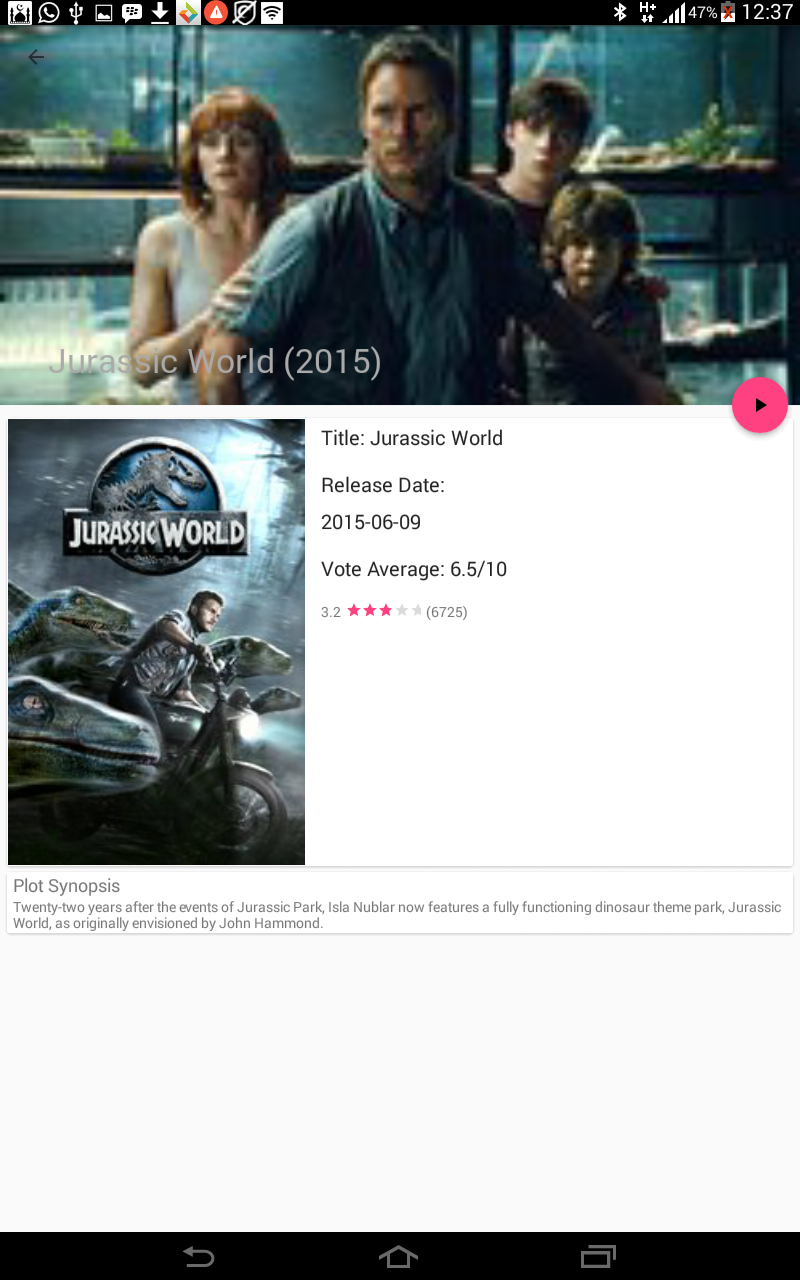 47% 12:37
Jurassic World (2015)
JURASSIC WORLD
Title: Jurassic World
Release Date:
2015-06-09
Vote Average: 6.5/10
3.2 (6725)
Plot Synopsis
Twenty-two years after the events of Jurassic Park, Isla Nublar now features a fully functioning dinosaur theme park, Jurassic
World, as originally envisioned by John Hammond.